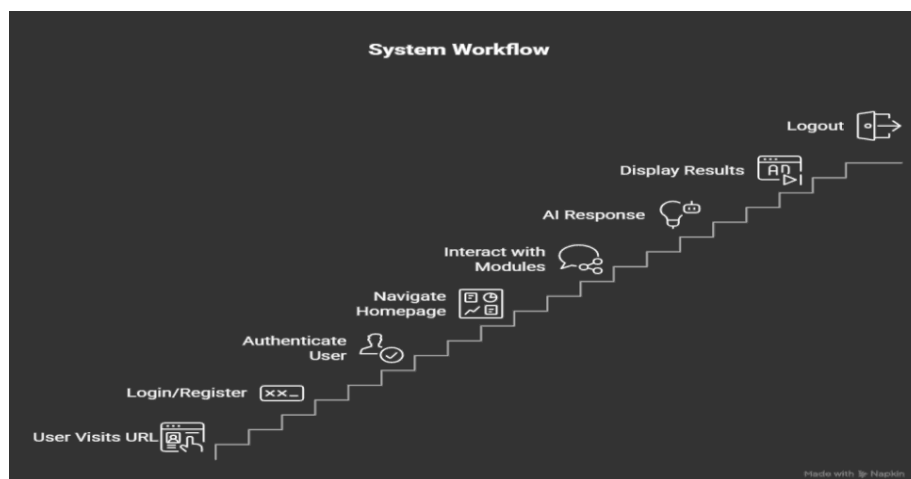 System Workflow
Logout
Display Results
AI Response
Interact with
Modules
Navigate
Homepage
Authenticate
User
Login/Register
XX_
User Visits URL
Made with Napkin